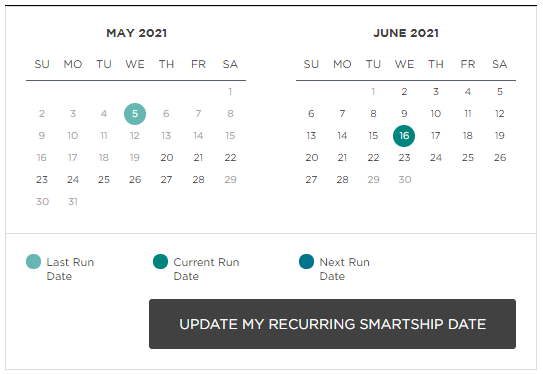 MAY 2021
SU MO TU WE TH FR SA
1
2 3 4 5 6 7 8
9 10 11 12 13 14 15
16 17 18 19 20 21 22
23 24 25 26 27 28 29
30 31
JUNE 2021
SU MO TU WE TH FR SA
1 2 3 4 5
6 7 8 9 10 11 12
13 14 15 16 17 18 19
20 21 22 23 24 25 26
27 28 29 30
Last Run
Date
Current Run
Date
Next Run
Date
UPDATE MY RECURRING SMARTSHIP DATE